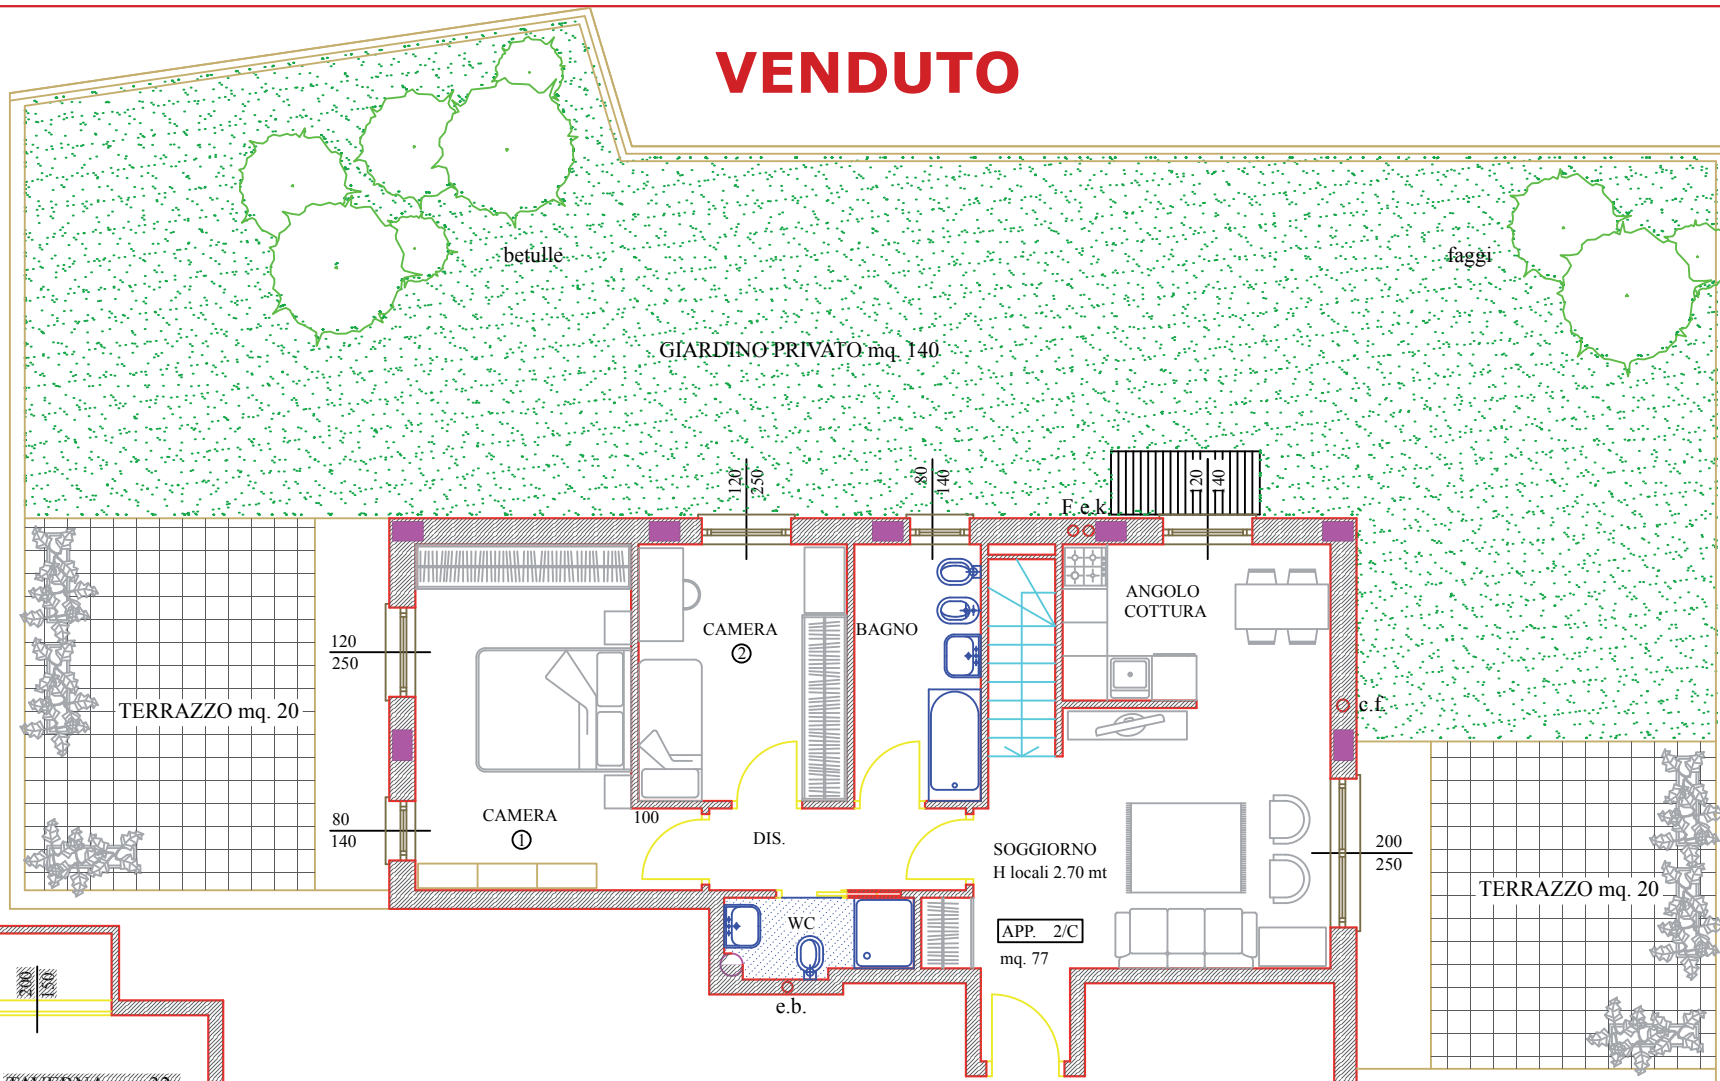 VENDUTO
betulle
faggi
GIARDINO PRIVATO mq. 140
120
250
80
140
F e.k.
120
140
ANGOLO
COTTURA
CAMERA
2
BAGNO
120
250
TERRAZZO mq. 20
c.f.
80
140
CAMERA
1
100
DIS.
SOGGIORNO
H locali 2.70 mt
200
250
TERRAZZO mq. 20
WC
APP. 2/C
mq. 77
e.b.
200
150